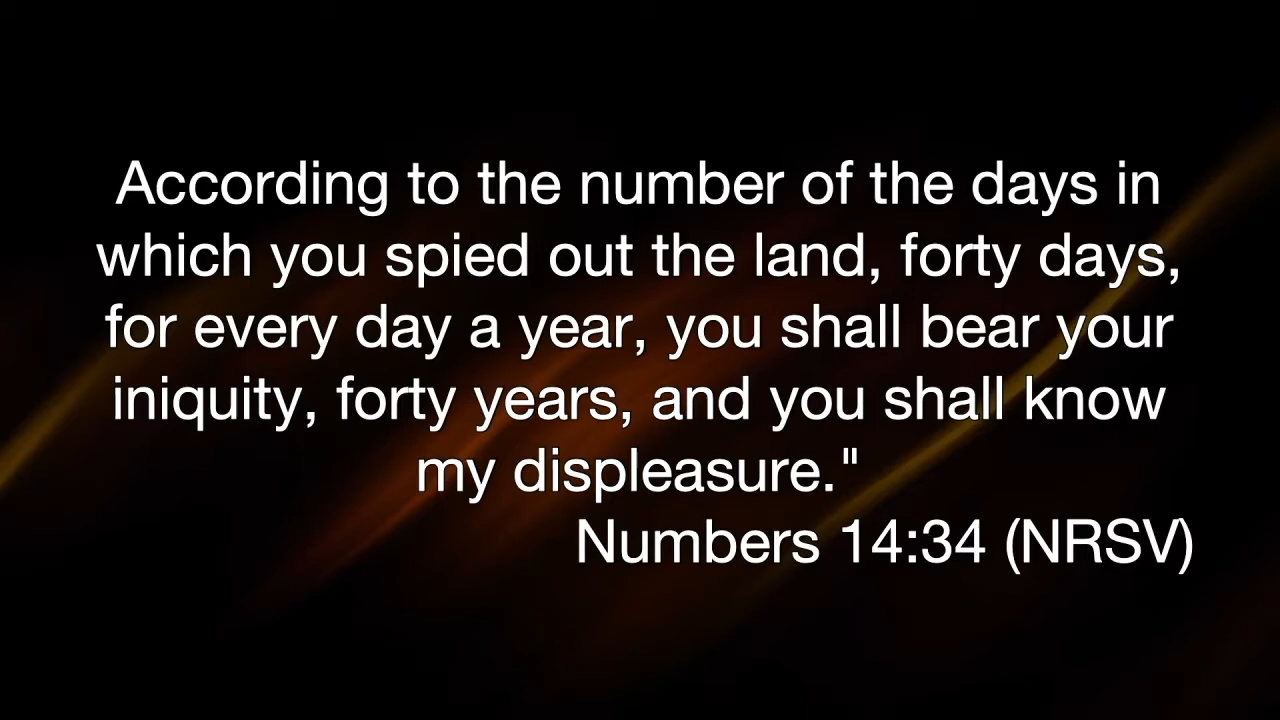 According to the number of the days in
which you spied out the land, forty days,
for every day a year, you shall bear your
iniquity, forty years, and you shall know
my displeasure."
Numbers 14:34 (NRSV)